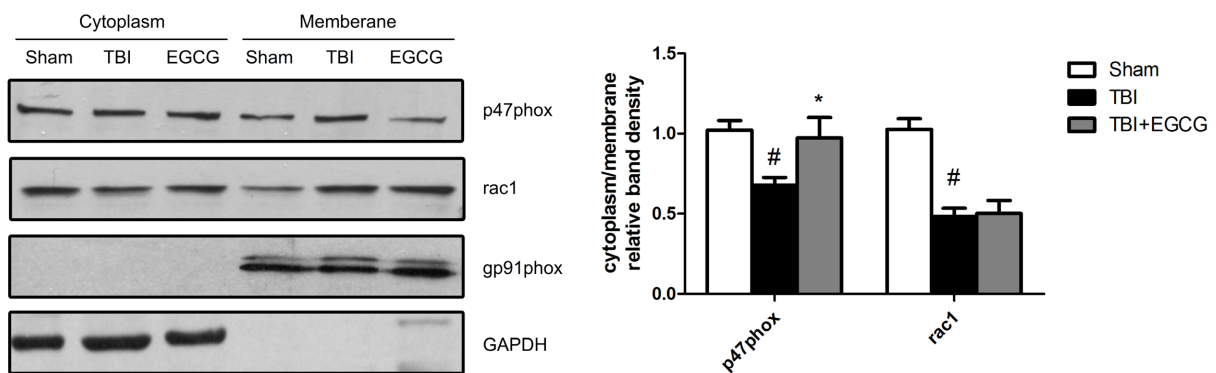 Cytoplasm Memberane
Sham TBI EGCG Sham TBI EGCG
p47phox
rac1
gp91phox
GAPDH
cytoplasm/membrane
relative band density
1.5
1.0
0.5
0.0
#
*
#
p47phox
rac1
Sham
TBI
TBI+EGCG